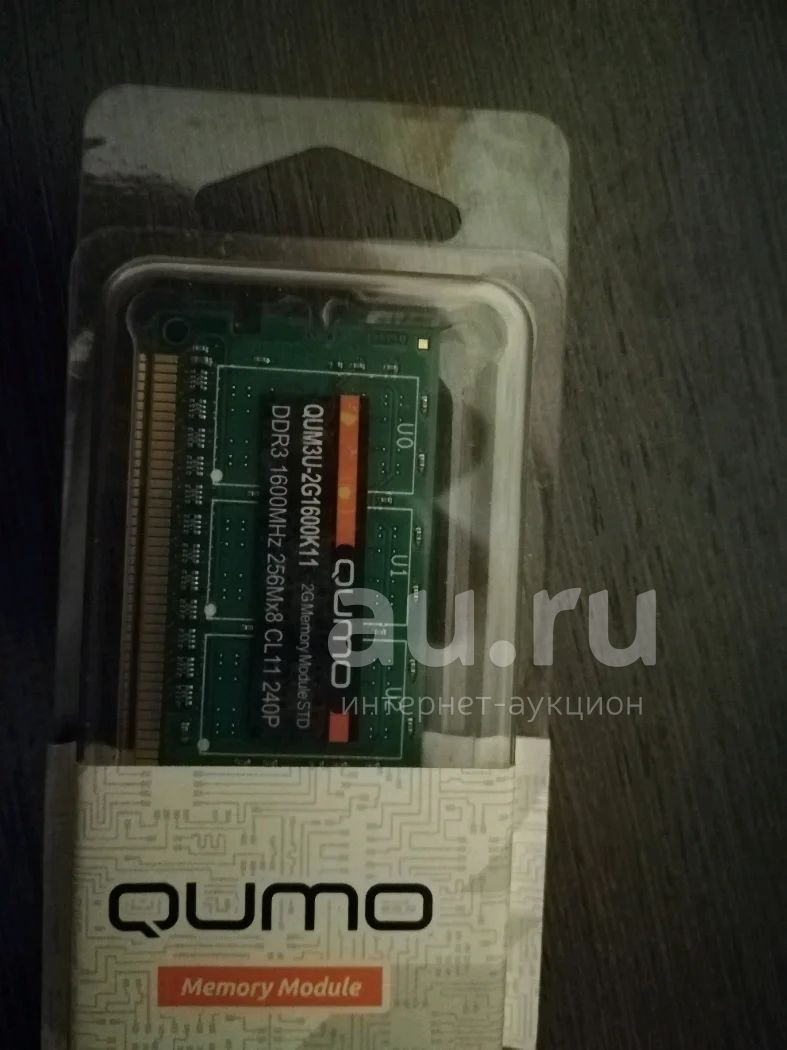 U0
U1
U2
QUMO
QUM3U-2G1600K11 2G Memory Module STD
DDR3 1600MHz 256Mx8 CL11 240P
au.ru
интернет-аукцион
QUMO
Memory Module